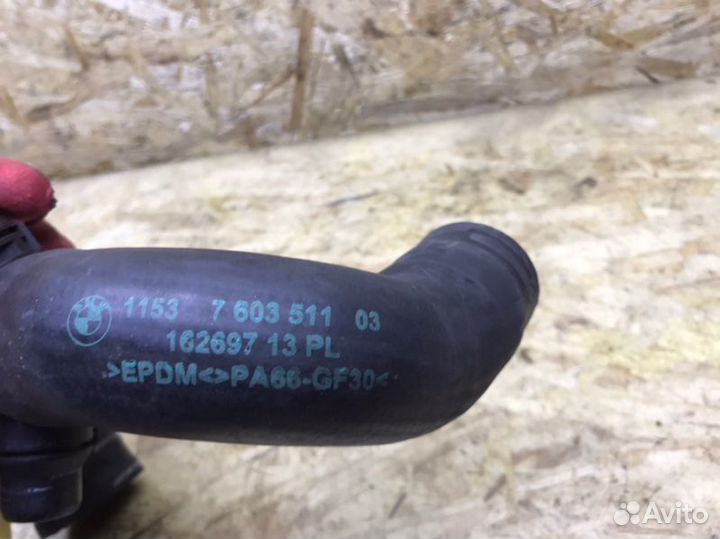 1153 7 603 511 03
162697 13 PL
>EPDM<>PA66-GF30<
Avito